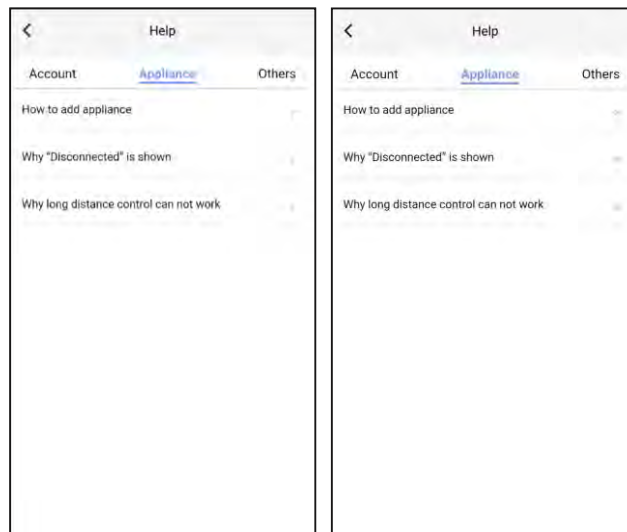 Help
Account Appliance Others
How to add appliance
Why "Disconnected" is shown
Why long distance control can not work
Help
Account Appliance Others
How to add appliance
Why "Disconnected" is shown
Why long distance control can not work